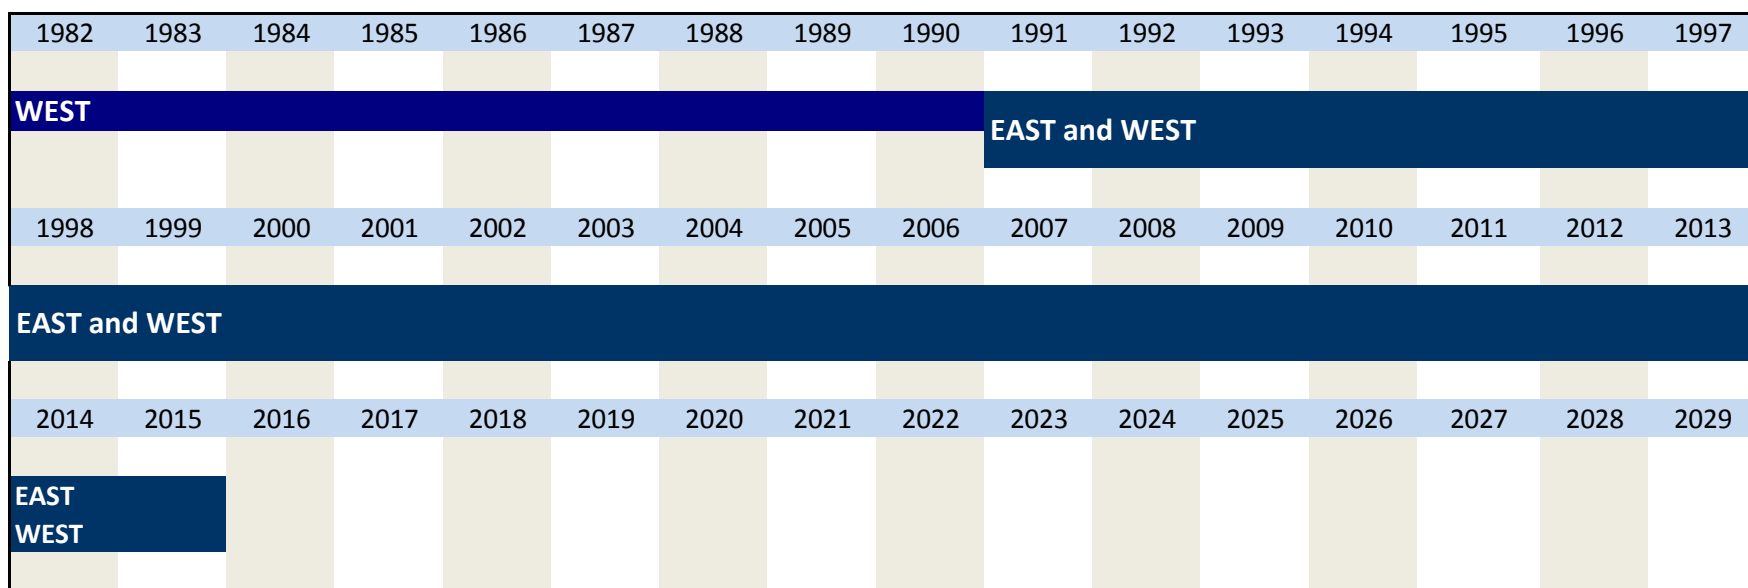 1982 1983 1984 1985 1986 1987 1988 1989 1990 1991 1992 1993 1994 1995 1996 1997
WEST
EAST and WEST
1998 1999 2000 2001 2002 2003 2004 2005 2006 2007 2008 2009 2010 2011 2012 2013
EAST and WEST
2014 2015 2016 2017 2018 2019 2020 2021 2022 2023 2024 2025 2026 2027 2028 2029
EAST
WEST